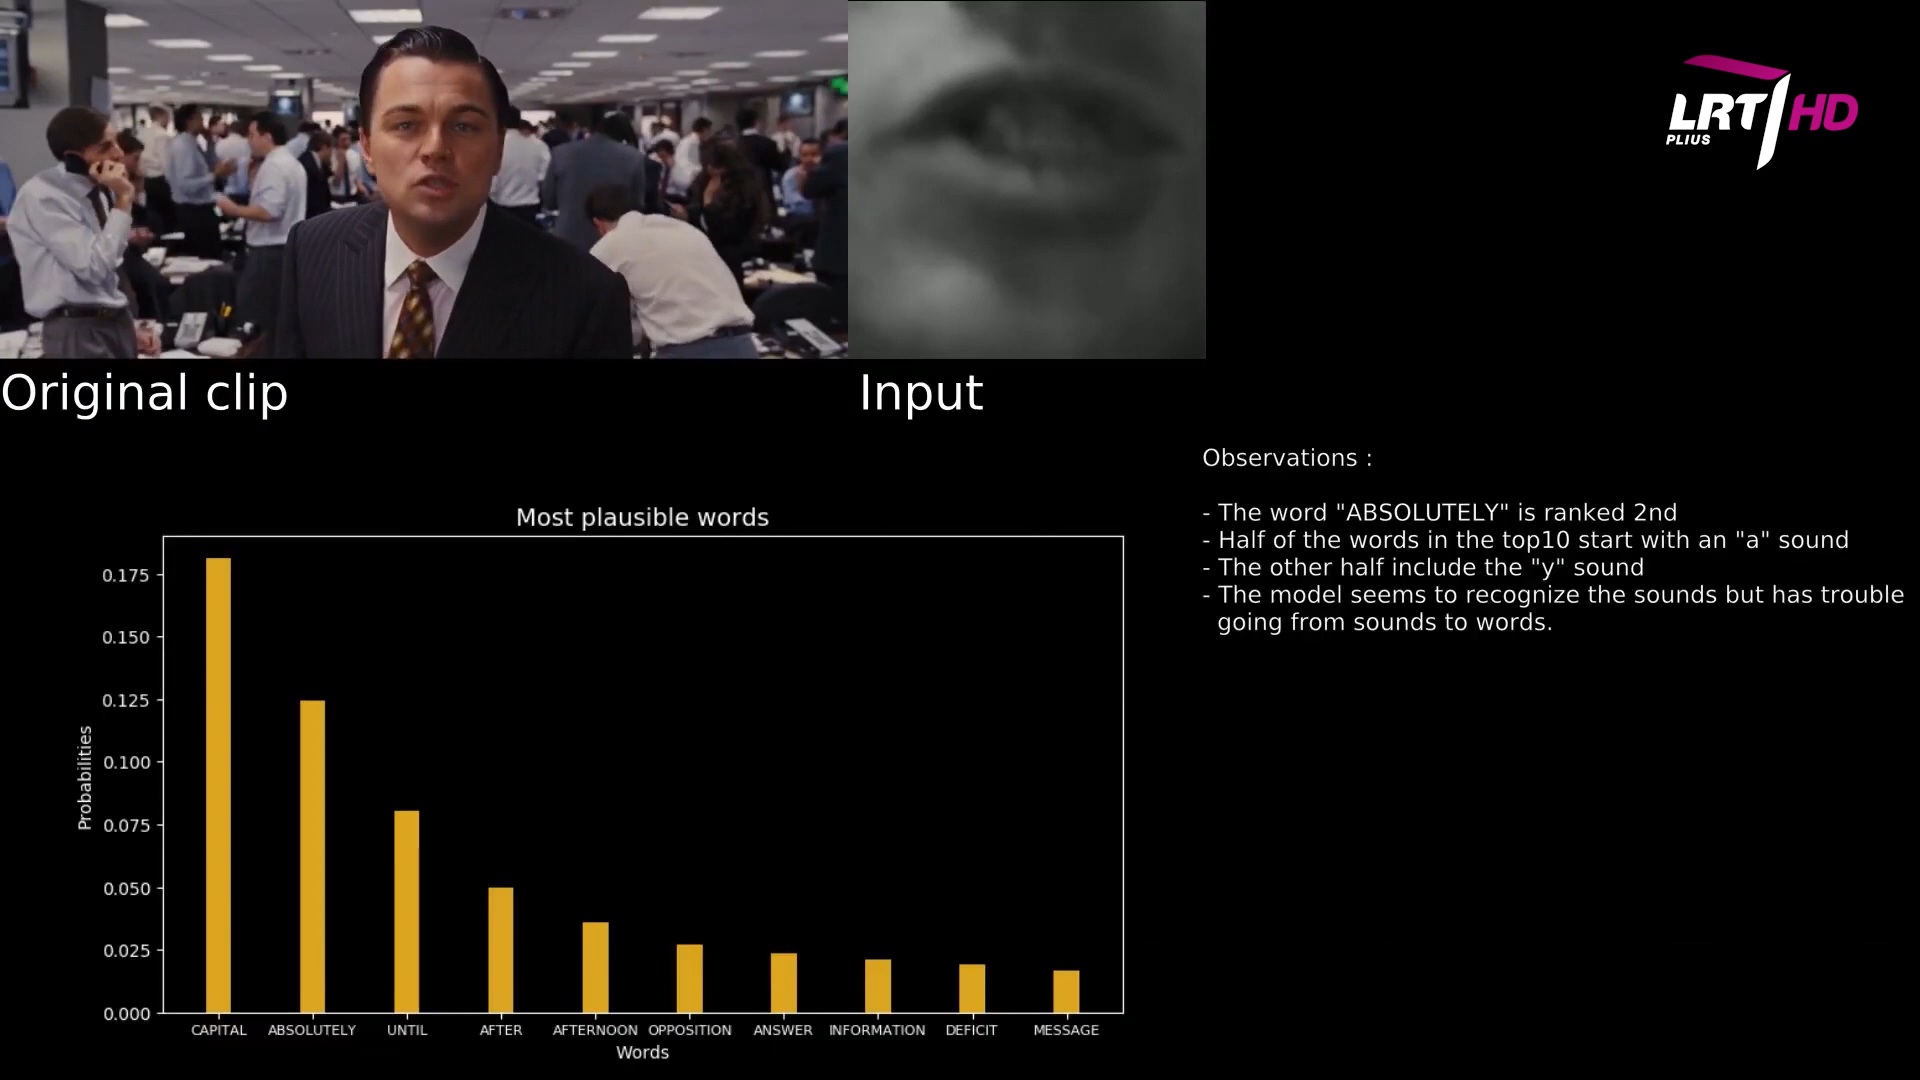 LRT HD
PLIUS
Original clip
Input
Observations :
- The word "ABSOLUTELY" is ranked 2nd
- Half of the words in the top10 start with an "a" sound
- The other half include the "y" sound
- The model seems to recognize the sounds but has trouble
going from sounds to words.
Most plausible words
0.175
0.150
0.125
0.100
0.075
0.050
0.025
0.000
Probabilities
CAPITAL ABSOLUTELY UNTIL AFTER AFTERNOON OPPOSITION ANSWER INFORMATION DEFICIT MESSAGE
Words